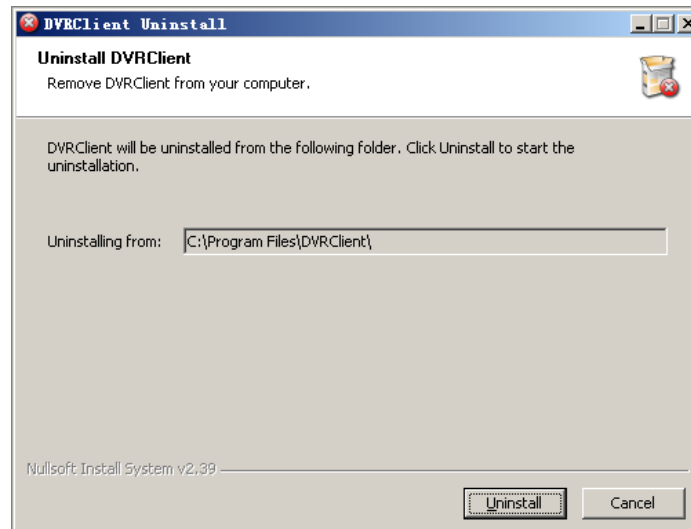 DVRClient Uninstall
Uninstall DVRClient
Remove DVRClient from your computer.
DVRClient will be uninstalled from the following folder. Click Uninstall to start the
uninstallation.
Uninstalling from: C:\Program Files\DVRClient\
Nullsoft Install System v2.39
Uninstall Cancel